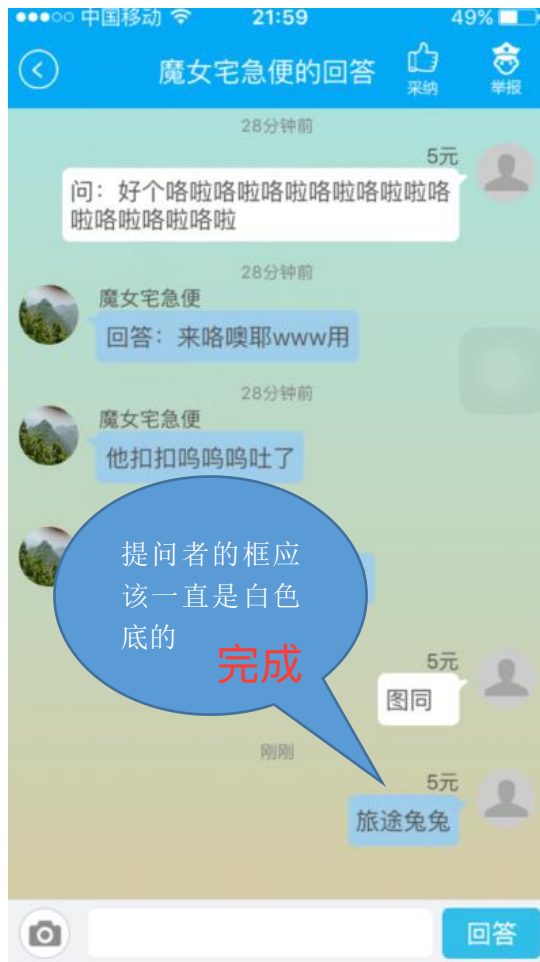 中国移动 21:59 49%
魔女宅急便的回答 采纳 举报
28分钟前
5元
问：好个咯啦咯啦咯啦咯啦咯啦啦咯
啦咯啦咯啦咯啦
28分钟前
魔女宅急便
回答：来咯噢耶www用
28分钟前
魔女宅急便
他扣扣呜呜呜吐了
提问者的框应
该一直是白色
底的
完成
5元
图同
刚刚
5元
旅途兔兔
回答